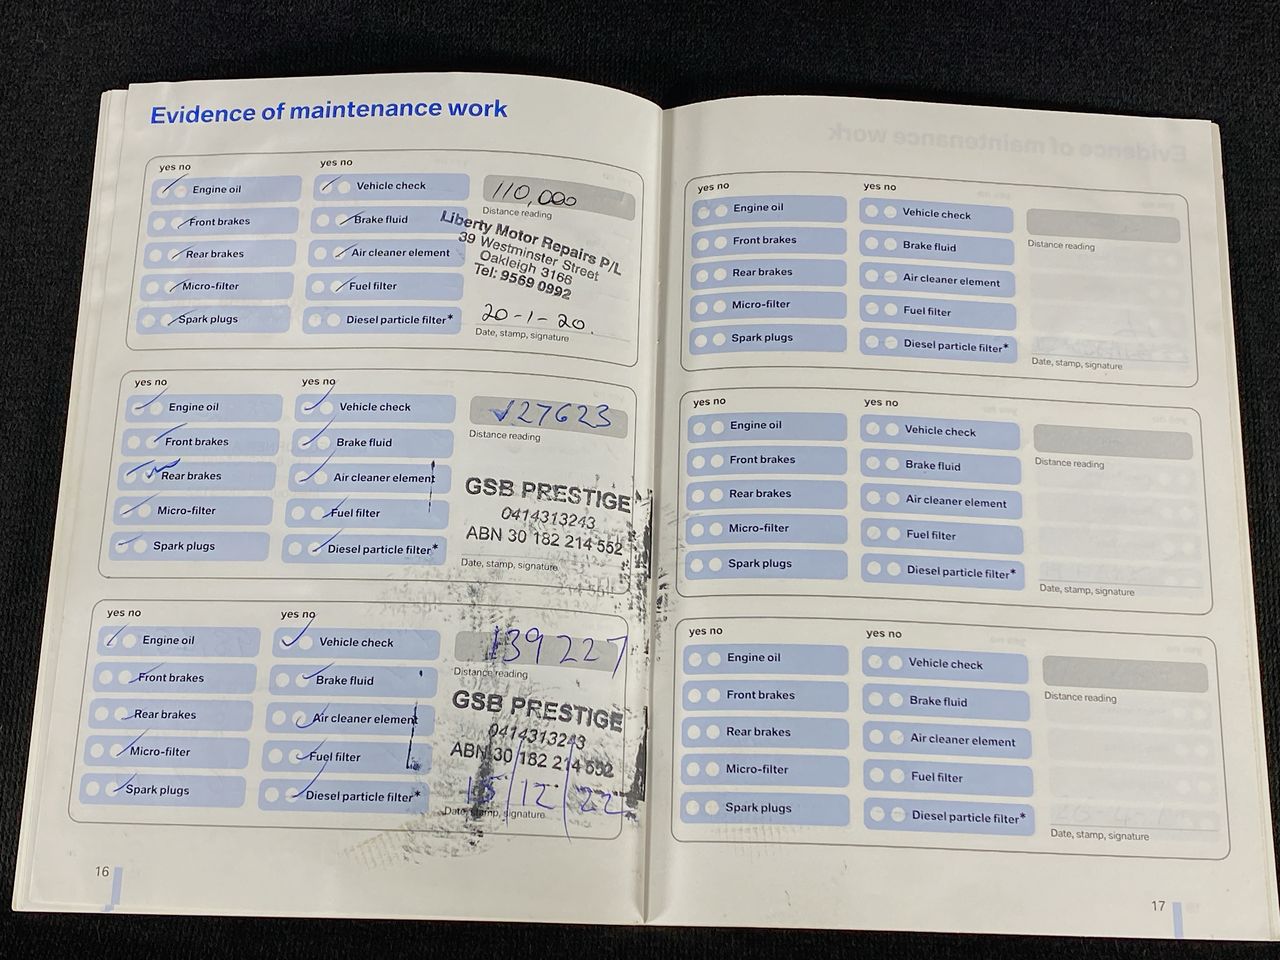 Evidence of maintenance work
yes no
yes no
Engine oil
Vehicle check
110,000
Front brakes
Brake fluid
Distance reading
Rear brakes
Air cleaner element
Liberty Motor Repairs P/L
39 Westminster Street
Oakleigh 3166
Tel: 9569 0992
Micro-filter
Fuel filter
Spark plugs
Diesel particle filter*
20-1-20.
Date, stamp, signature
yes no
yes no
Engine oil
Vehicle check
127623
Front brakes
Brake fluid
Distance reading
Rear brakes
Air cleaner element
GSB PRESTIGE
0414313243
ABN 30 182 214 552
Micro-filter
Fuel filter
Spark plugs
Diesel particle filter*
Date, stamp, signature
yes no
yes no
Engine oil
Vehicle check
139227
Front brakes
Brake fluid
Distance reading
Rear brakes
Air cleaner element
GSB PRESTIGE
0414313243
ABN 30 182 214 552
Micro-filter
Fuel filter
Spark plugs
Diesel particle filter*
15/12/22
Date, stamp, signature
16
yes no
yes no
Engine oil
Vehicle check
Front brakes
Brake fluid
Distance reading
Rear brakes
Air cleaner element
Micro-filter
Fuel filter
Spark plugs
Diesel particle filter*
Date, stamp, signature
yes no
yes no
Engine oil
Vehicle check
Front brakes
Brake fluid
Distance reading
Rear brakes
Air cleaner element
Micro-filter
Fuel filter
Spark plugs
Diesel particle filter*
Date, stamp, signature
yes no
yes no
Engine oil
Vehicle check
Front brakes
Brake fluid
Distance reading
Rear brakes
Air cleaner element
Micro-filter
Fuel filter
Spark plugs
Diesel particle filter*
Date, stamp, signature
17